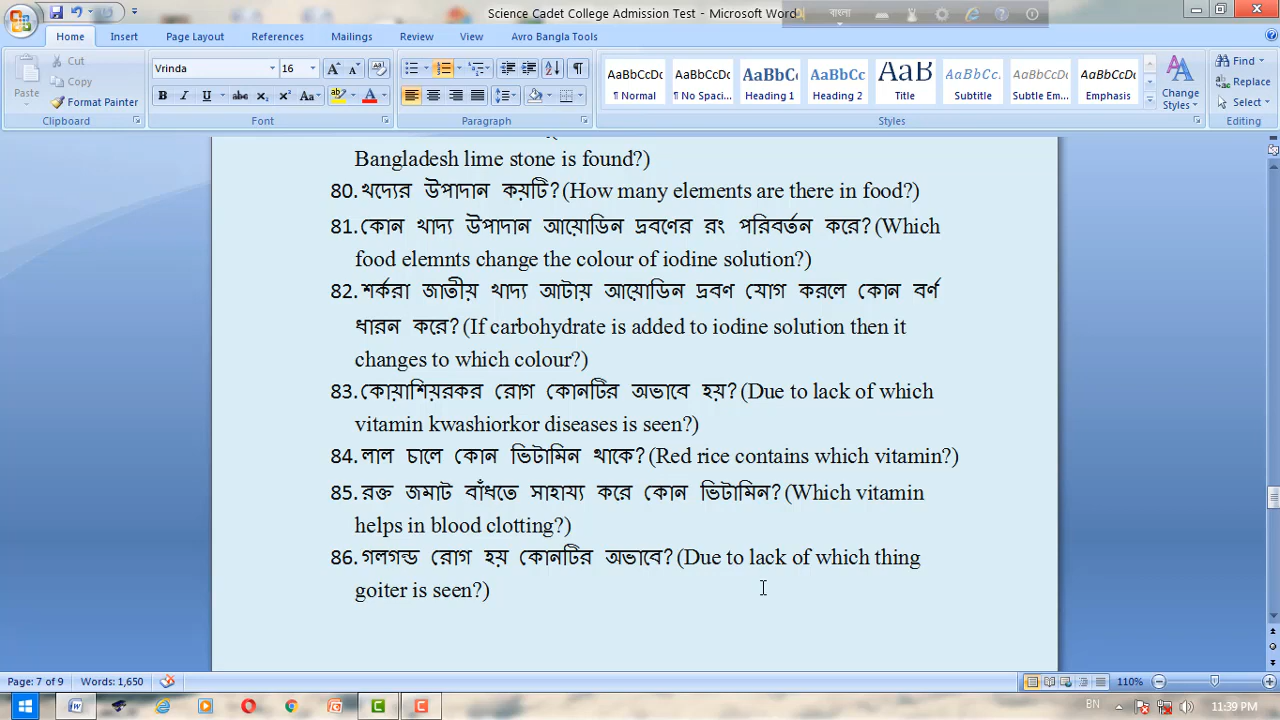 Science Cadet College Admission Test - Microsoft Word
বাংলা
Home Insert Page Layout References Mailings Review View Avro Bangla Tools
Cut
Copy
Format Painter
Paste
Clipboard
Vrinda 16
Font
Paragraph
AaBbCcDc AaBbCcDc AaBbC AaBbCc AaB AaBbCc. AaBbCcDc AaBbCcDc
¶ Normal ¶ No Spaci... Heading 1 Heading 2 Title Subtitle Subtle Em... Emphasis
Change Styles
Styles
Find
Replace
Select
Editing
Bangladesh lime stone is found?)
80. খদ্যের উপাদান কয়টি? (How many elements are there in food?)
81. কোন খাদ্য উপাদান আয়োডিন দ্রবণের রং পরিবর্তন করে? (Which
food elemnts change the colour of iodine solution?)
82. শর্করা জাতীয় খাদ্য আটায় আয়োডিন দ্রবণ যোগ করলে কোন বর্ণ
ধারন করে? (If carbohydrate is added to iodine solution then it
changes to which colour?)
83. কোয়াশিয়রকর রোগ কোনটির অভাবে হয়? (Due to lack of which
vitamin kwashiorkor diseases is seen?)
84. লাল চালে কোন ভিটামিন থাকে? (Red rice contains which vitamin?)
85. রক্ত জমাট বাঁধতে সাহায্য করে কোন ভিটামিন? (Which vitamin
helps in blood clotting?)
86. গলগন্ড রোগ হয় কোনটির অভাবে? (Due to lack of which thing
goiter is seen?)
Page: 7 of 9 Words: 1,650 110%
BN 11:39 PM